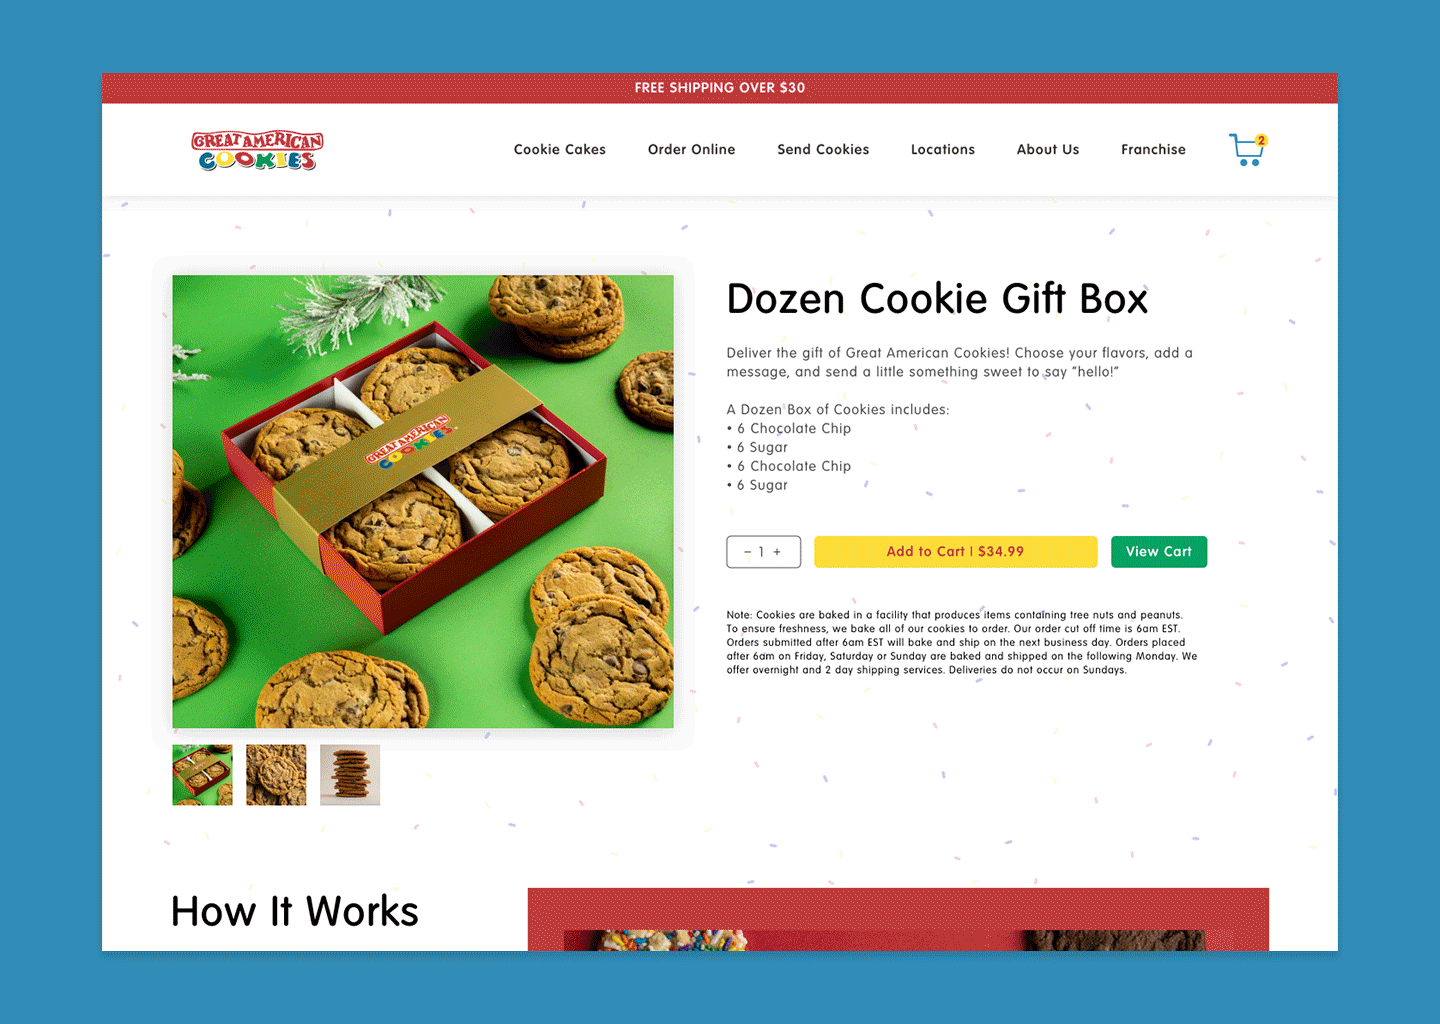 FREE SHIPPING OVER $30
GREAT AMERICAN
COOKIES
Cookie Cakes
Order Online
Send Cookies
Locations
About Us
Franchise
2
GREAT AMERICAN
COOKIES
Dozen Cookie Gift Box
Deliver the gift of Great American Cookies! Choose your flavors, add a
message, and send a little something sweet to say “hello!”
A Dozen Box of Cookies includes:
• 6 Chocolate Chip
• 6 Sugar
• 6 Chocolate Chip
• 6 Sugar
– 1 +
Add to Cart | $34.99
View Cart
Note: Cookies are baked in a facility that produces items containing tree nuts and peanuts.
To ensure freshness, we bake all of our cookies to order. Our order cut off time is 6am EST.
Orders submitted after 6am EST will bake and ship on the next business day. Orders placed
after 6am on Friday, Saturday or Sunday are baked and shipped on the following Monday. We
offer overnight and 2 day shipping services. Deliveries do not occur on Sundays.
How It Works